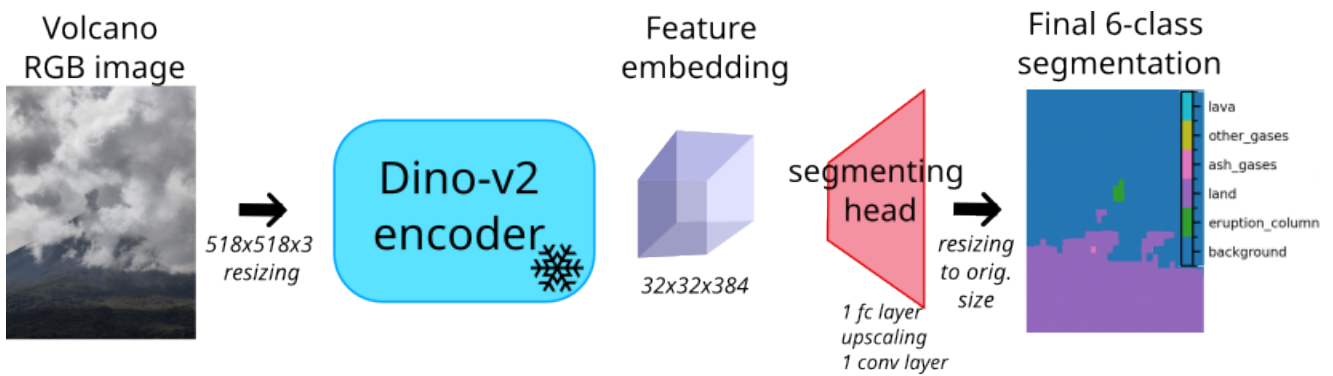 Volcano
RGB image
518x518x3
resizing
Dino-v2
encoder
Feature
embedding
32x32x384
segmenting
head
1 fc layer
upscaling
1 conv layer
resizing
to orig.
size
Final 6-class
segmentation
lava
other_gases
ash_gases
land
eruption_column
background